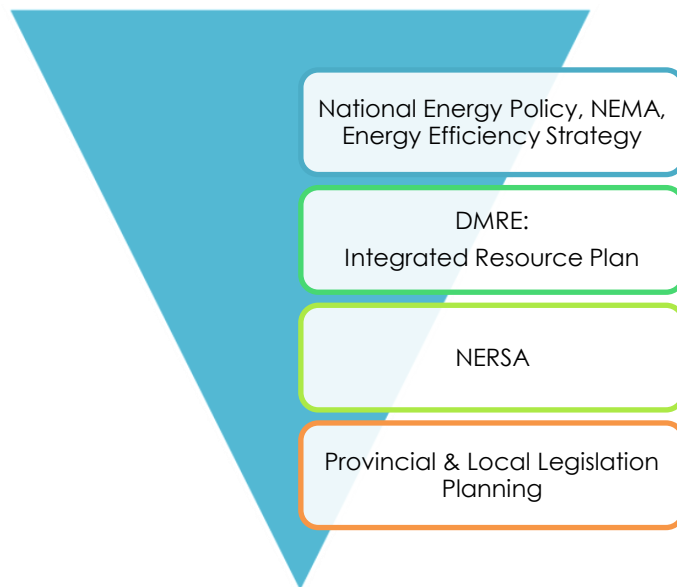 National Energy Policy, NEMA,
Energy Efficiency Strategy
DMRE:
Integrated Resource Plan
NERSA
Provincial & Local Legislation
Planning